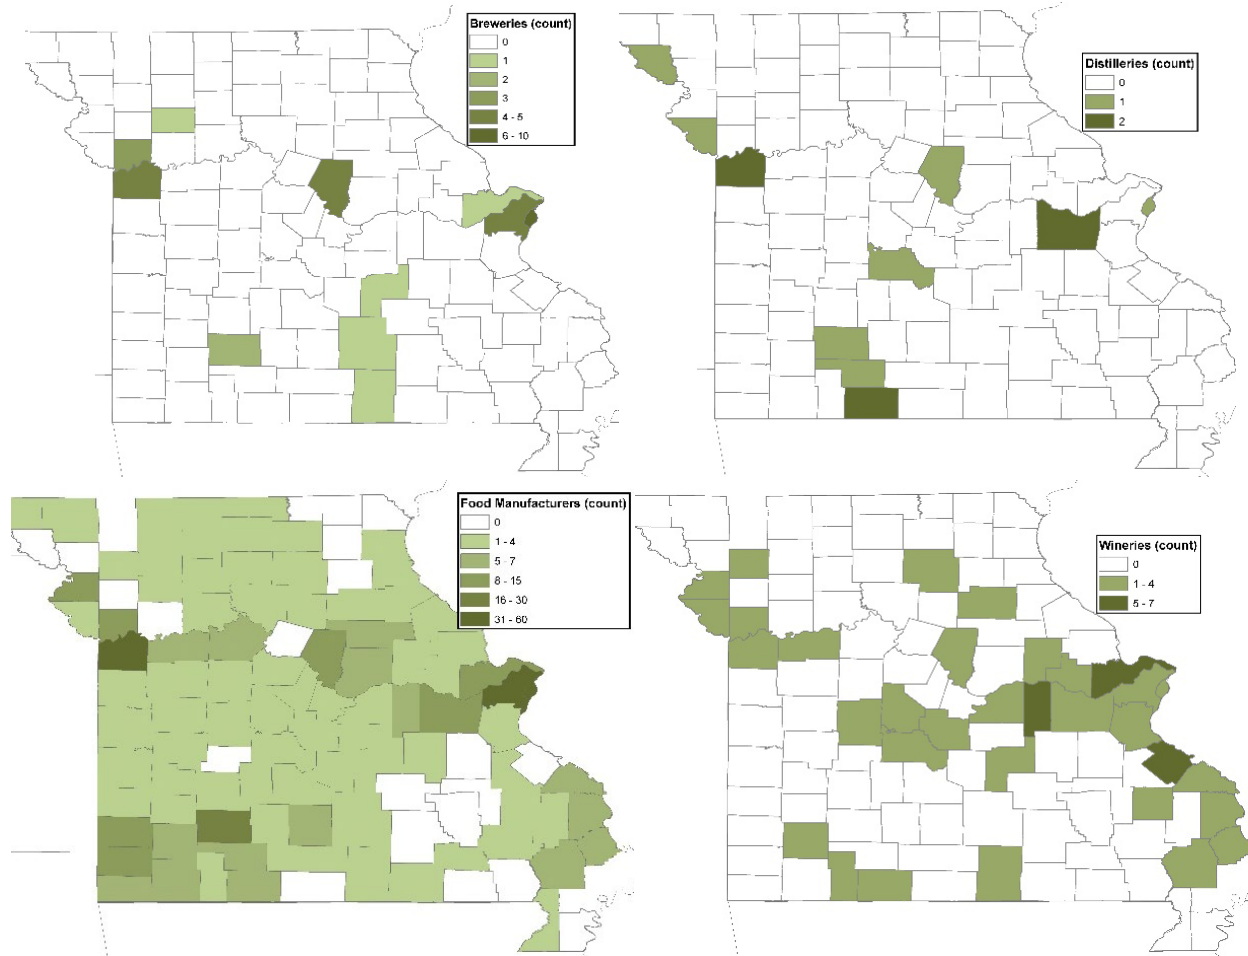 Breweries (count)
0
1
2
3
4 - 5
6 - 10
Distilleries (count)
0
1
2
Food Manufacturers (count)
0
1 - 4
5 - 7
8 - 15
16 - 30
31 - 60
Wineries (count)
0
1 - 4
5 - 7